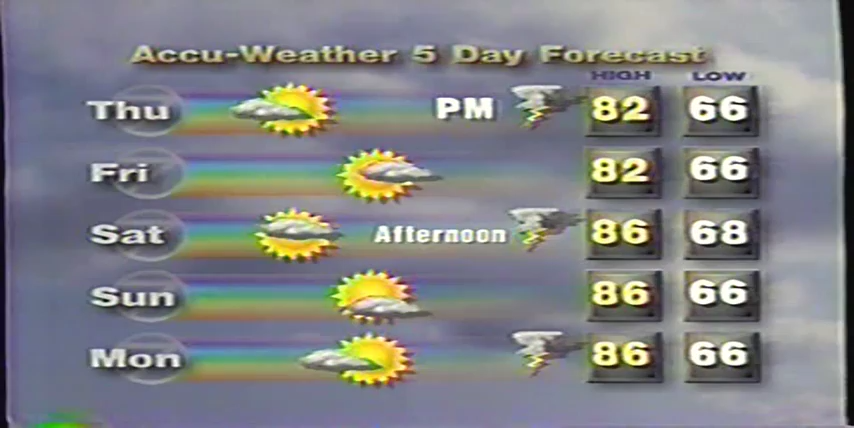 Accu-Weather 5 Day Forecast
HIGH LOW
Thu PM 82 66
Fri 82 66
Sat Afternoon 86 68
Sun 86 66
Mon 86 66